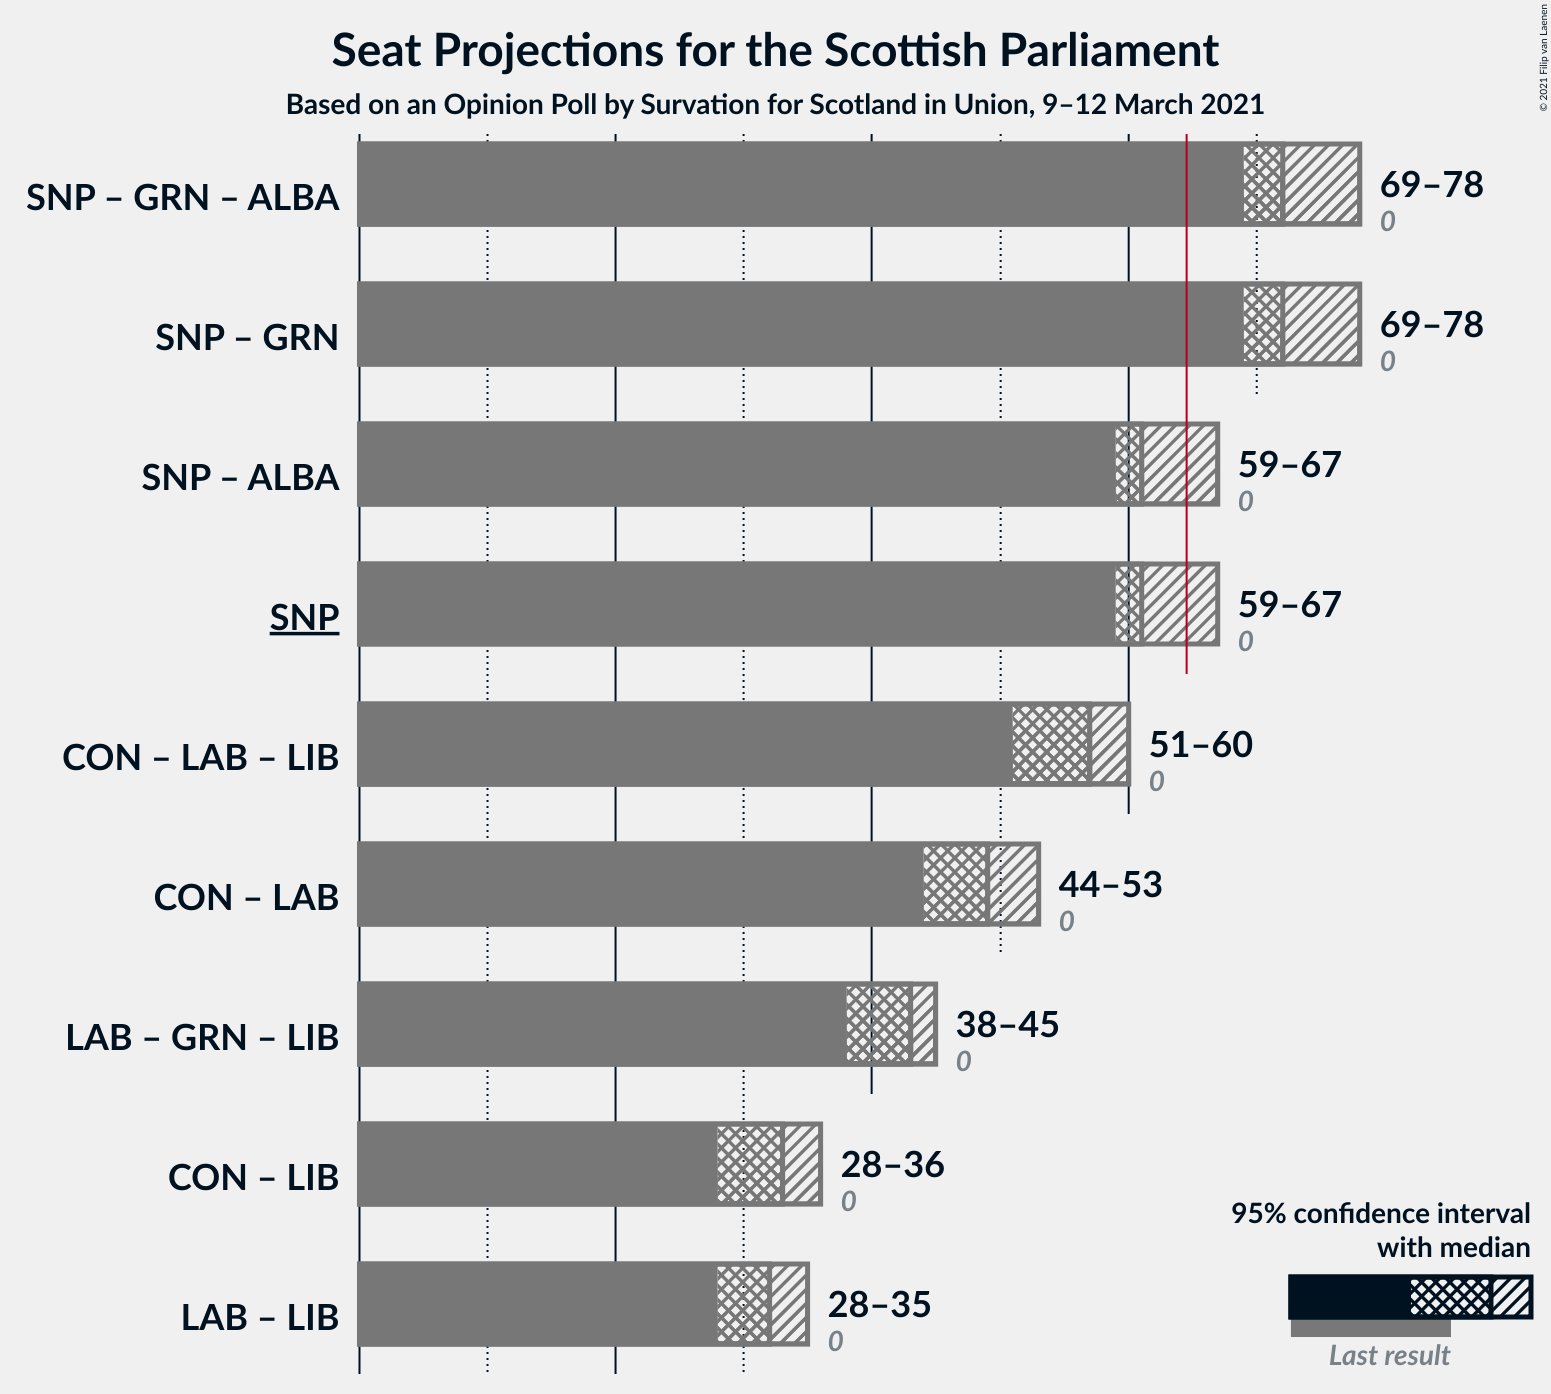 Seat Projections for the Scottish Parliament
Based on an Opinion Poll by Survation for Scotland in Union, 9–12 March 2021
© 2021 Filip van Laenen
SNP – GRN – ALBA
69–78
0
SNP – GRN
69–78
0
SNP – ALBA
59–67
0
SNP
59–67
0
CON – LAB – LIB
51–60
0
CON – LAB
44–53
0
LAB – GRN – LIB
38–45
0
CON – LIB
28–36
0
LAB – LIB
28–35
0
95% confidence interval
with median
Last result